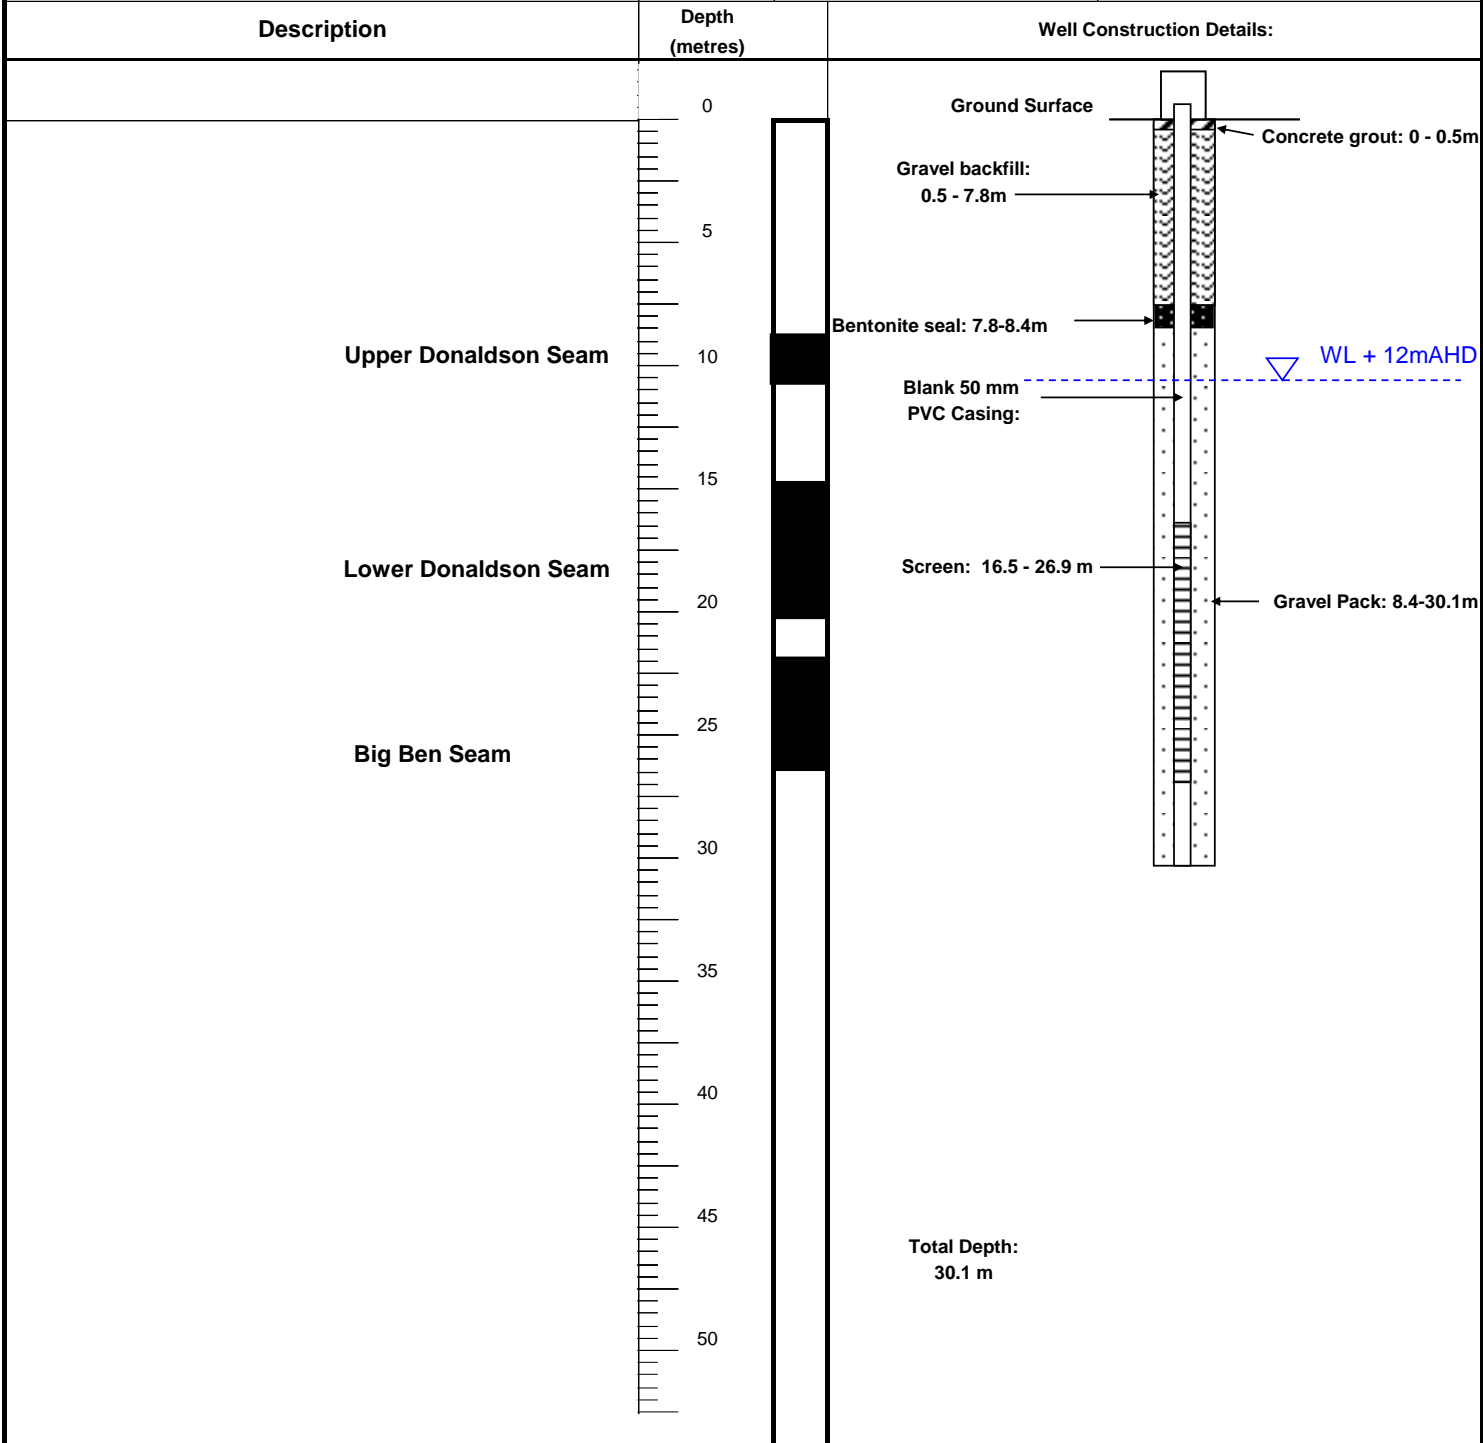 Description
Depth
(metres)
Well Construction Details:
0
Ground Surface
Concrete grout: 0 - 0.5m
Gravel backfill:
0.5 - 7.8m
5
Bentonite seal: 7.8-8.4m
Upper Donaldson Seam
10
WL + 12mAHD
Blank 50 mm
PVC Casing:
15
Lower Donaldson Seam
Screen: 16.5 - 26.9 m
20
Gravel Pack: 8.4-30.1m
25
Big Ben Seam
30
35
40
45
Total Depth:
30.1 m
50